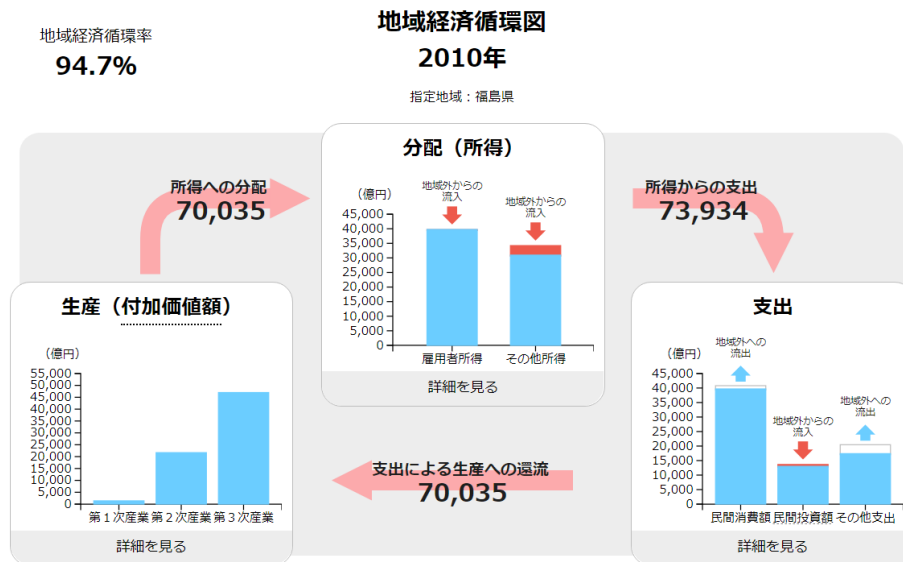 地域経済循環率
94.7%
地域経済循環図
2010年
指定地域：福島県
所得への分配
70,035
分配（所得）
（億円）
地域外からの
流入
地域外からの
流入
45,000
40,000
35,000
30,000
25,000
20,000
15,000
10,000
5,000
0
雇用者所得
その他所得
詳細を見る
所得からの支出
73,934
生産（付加価値額）
（億円）
55,000
50,000
45,000
40,000
35,000
30,000
25,000
20,000
15,000
10,000
5,000
0
第１次産業
第２次産業
第３次産業
詳細を見る
支出による生産への還流
70,035
支出
（億円）
地域外への
流出
地域外からの
流入
地域外への
流出
45,000
40,000
35,000
30,000
25,000
20,000
15,000
10,000
5,000
0
民間消費額
民間投資額
その他支出
詳細を見る